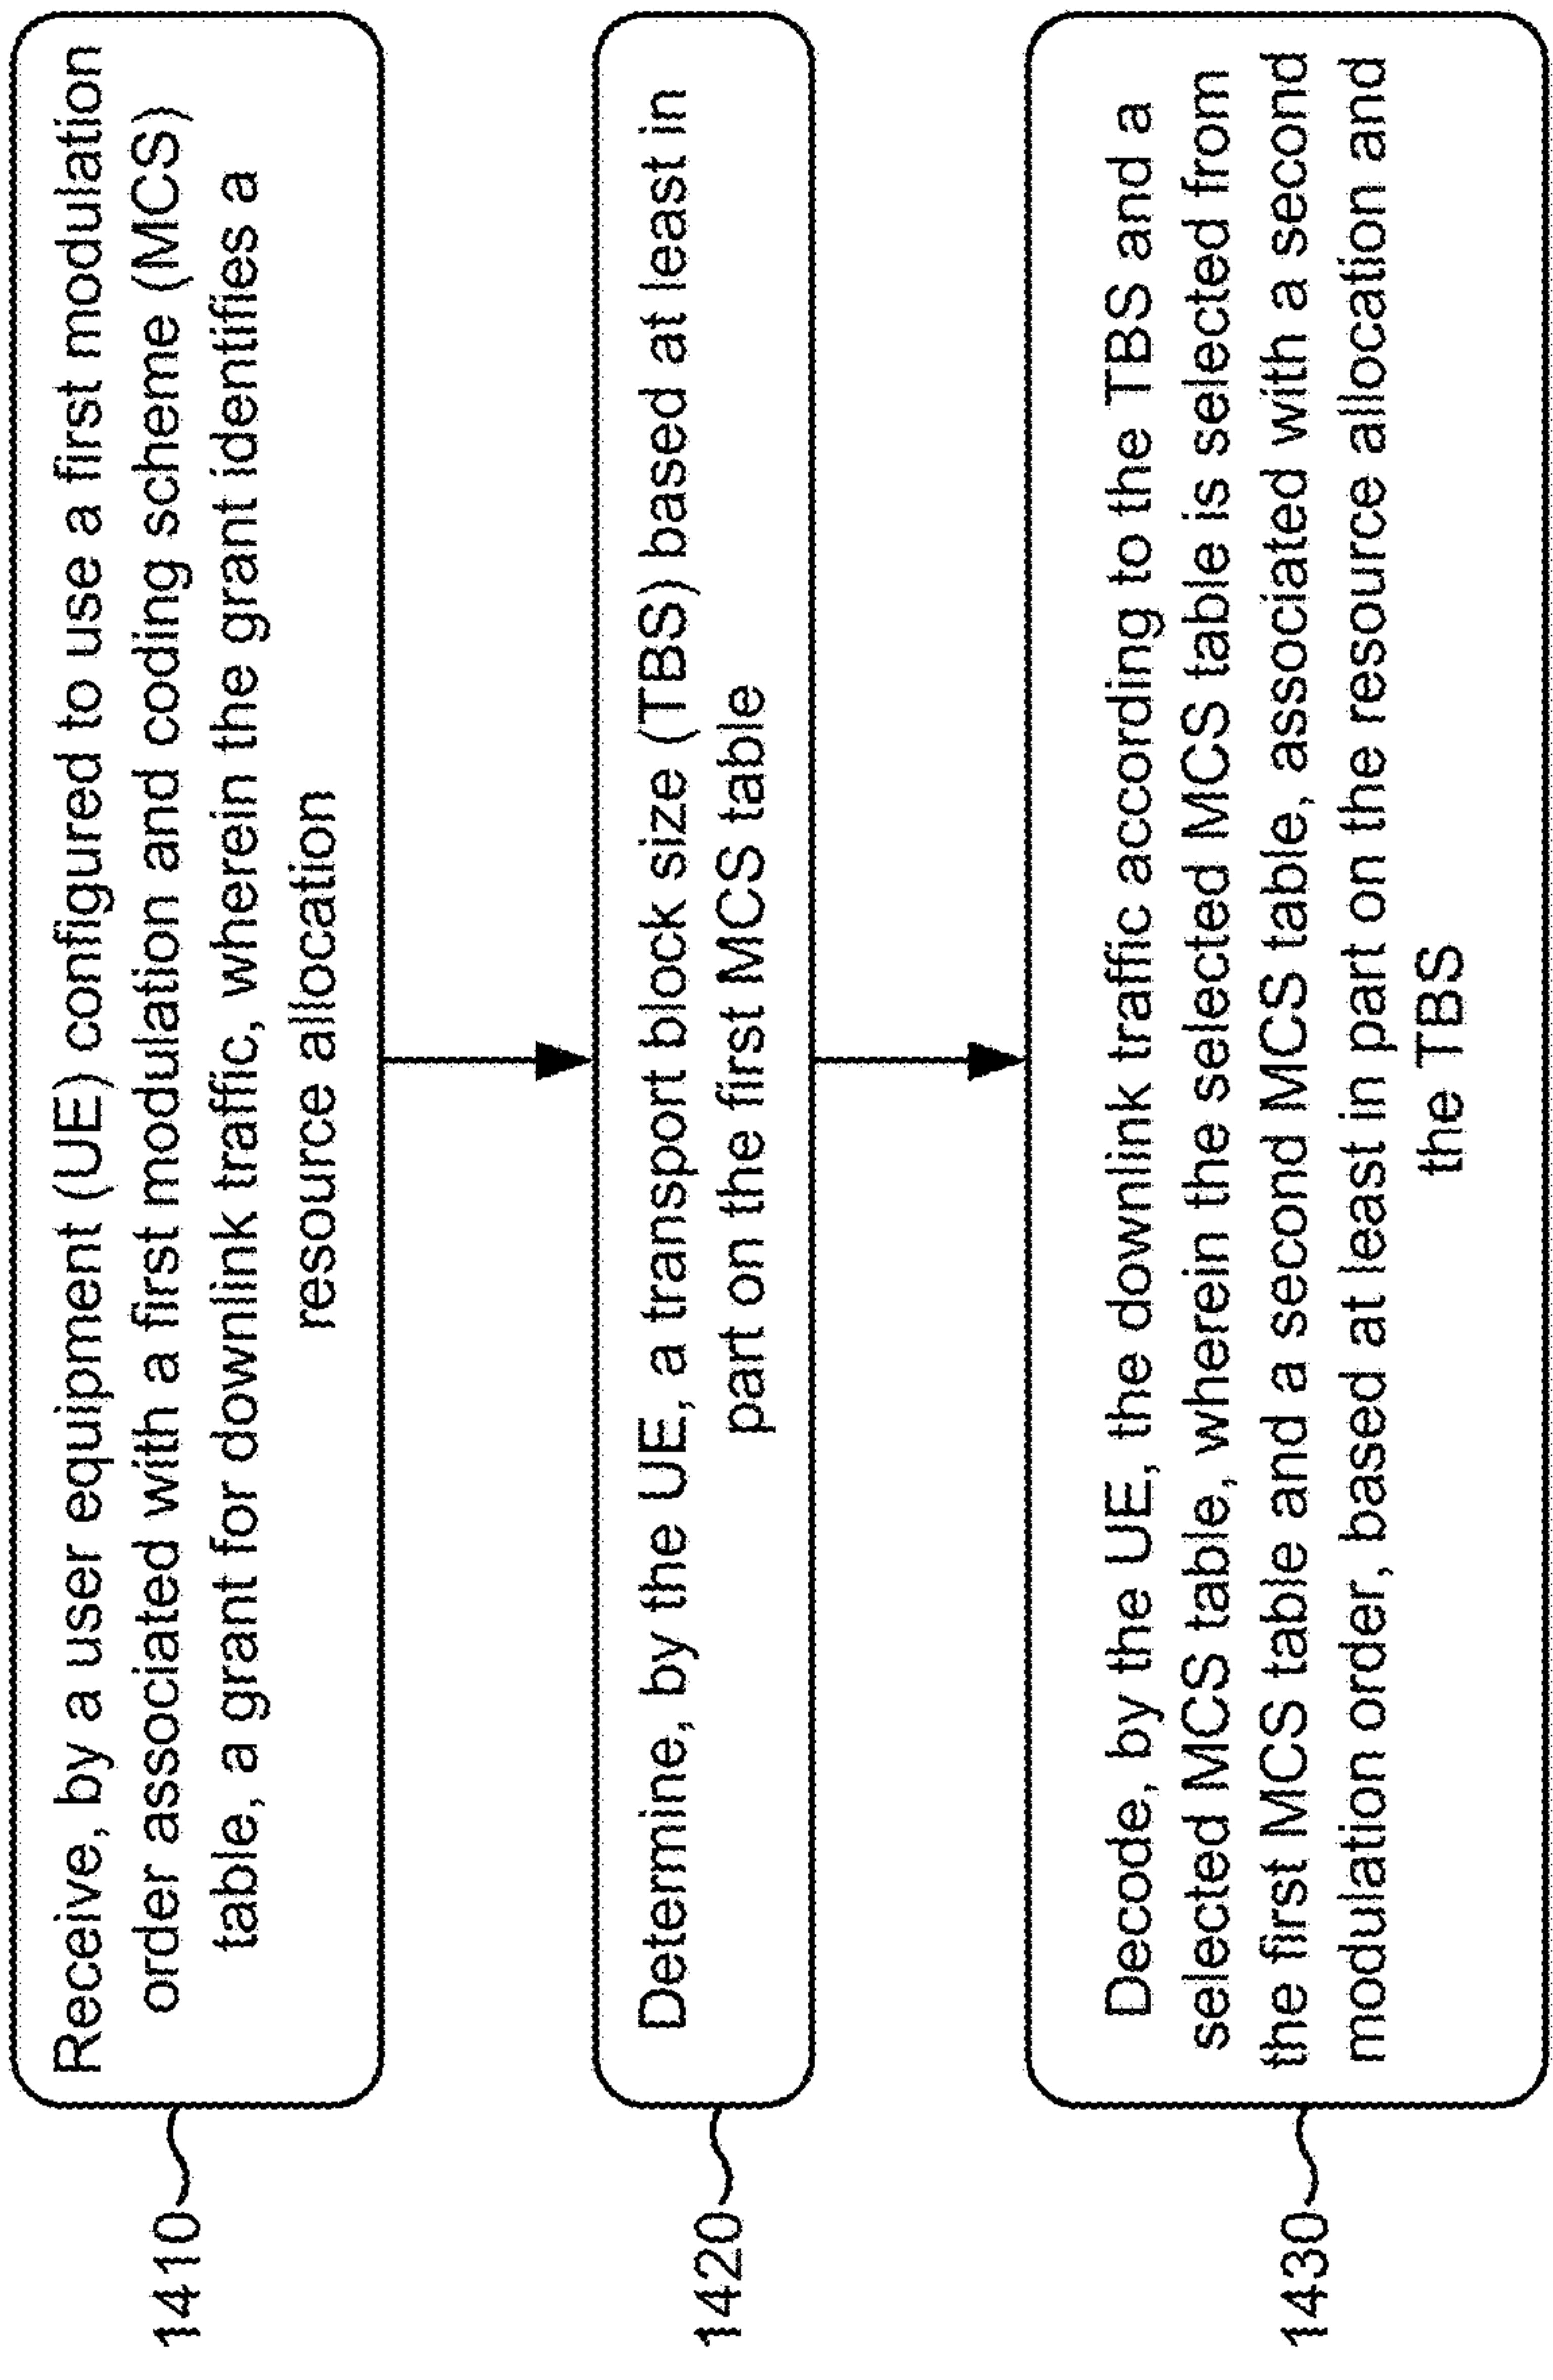 1410
Receive, by a user equipment (UE) configured to use a first modulation
order associated with a first modulation and coding scheme (MCS)
table, a grant for downlink traffic, wherein the grant identifies a
resource allocation
1420
Determine, by the UE, a transport block size (TBS) based at least in
part on the first MCS table
1430
Decode, by the UE, the downlink traffic according to the TBS and a
selected MCS table, wherein the selected MCS table is selected from
the first MCS table and a second MCS table, associated with a second
modulation order, based at least in part on the resource allocation and
the TBS